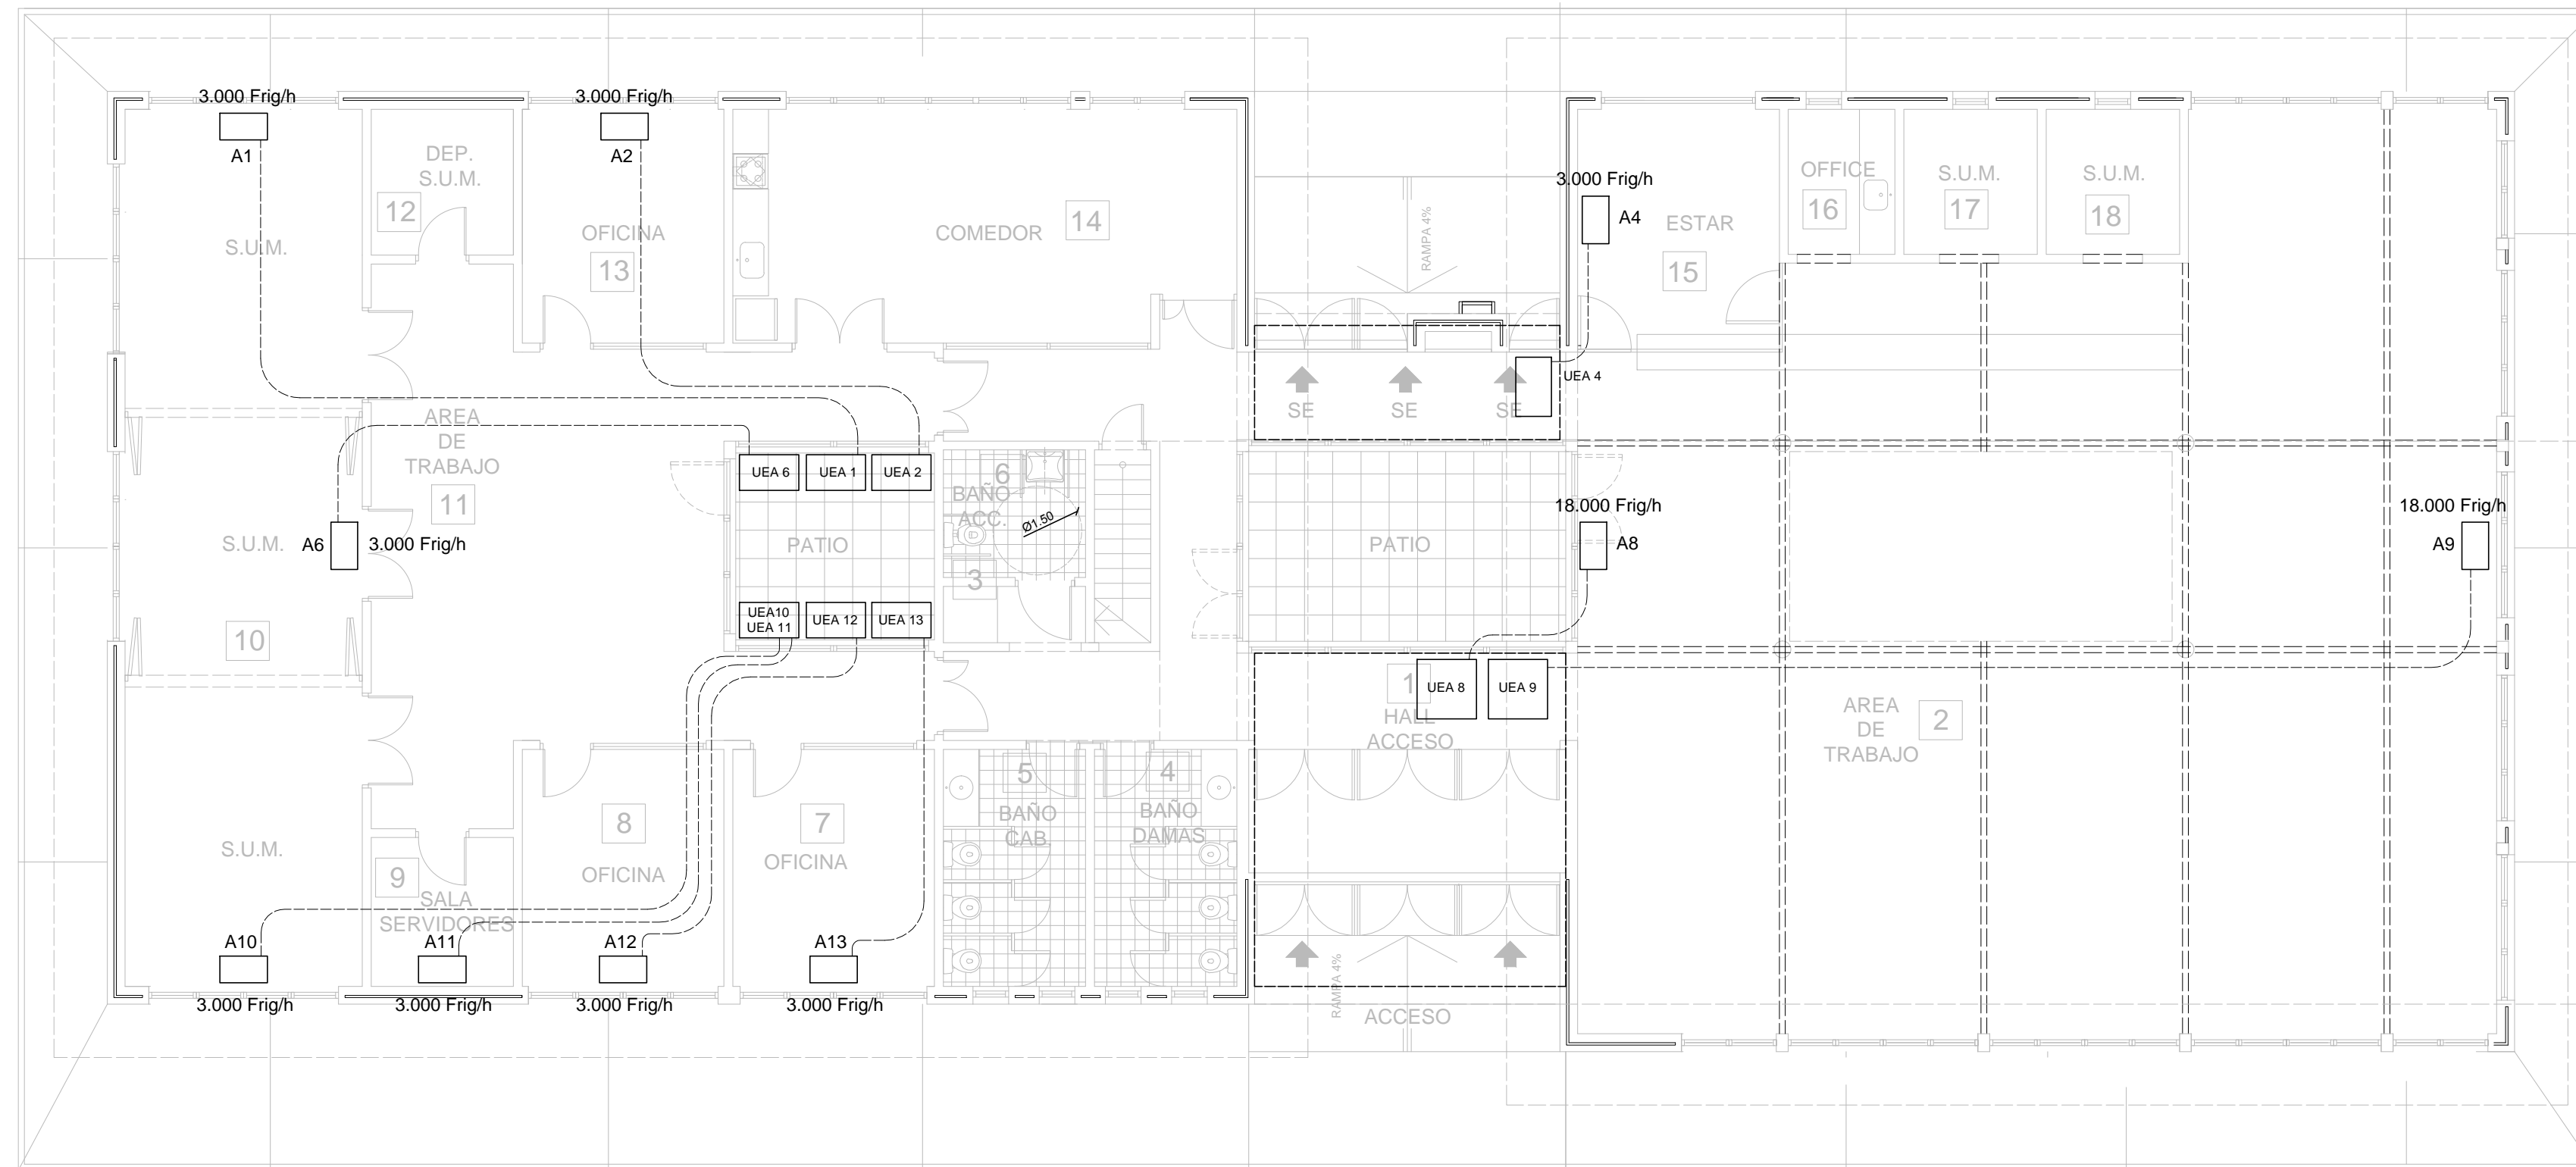 3.000 Frig/h
A1
3.000 Frig/h
A2
DEP.
S.U.M.
12
S.U.M.
OFICINA
13
COMEDOR
14
RAMPA 4%
3.000 Frig/h
A4
ESTAR
15
OFFICE
16
S.U.M.
17
S.U.M.
18
UEA 4
SE
SE
SE
AREA
DE
TRABAJO
11
UEA 6
UEA 1
UEA 2
6
BAÑO
ACC.
Ø1.50
3
PATIO
PATIO
S.U.M.
A6
3.000 Frig/h
10
18.000 Frig/h
A8
18.000 Frig/h
A9
UEA10
UEA 11
UEA 12
UEA 13
1
UEA 8
UEA 9
HALL
ACCESO
AREA
DE
TRABAJO
2
S.U.M.
9
SALA
SERVIDORES
8
OFICINA
7
OFICINA
5
BAÑO
CAB.
4
BAÑO
DAMAS
A10
3.000 Frig/h
A11
3.000 Frig/h
A12
3.000 Frig/h
A13
3.000 Frig/h
RAMPA 4%
ACCESO